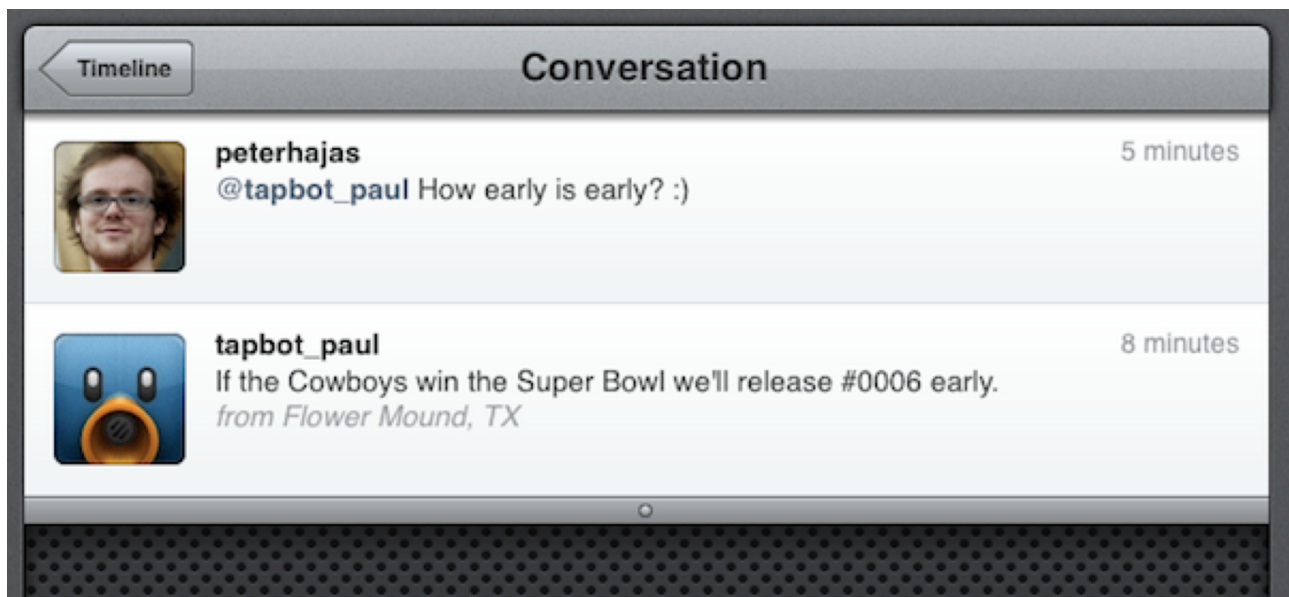 Timeline
Conversation
peterhajas
5 minutes
@tapbot_paul How early is early? :)
tapbot_paul
8 minutes
If the Cowboys win the Super Bowl we'll release #0006 early.
from Flower Mound, TX